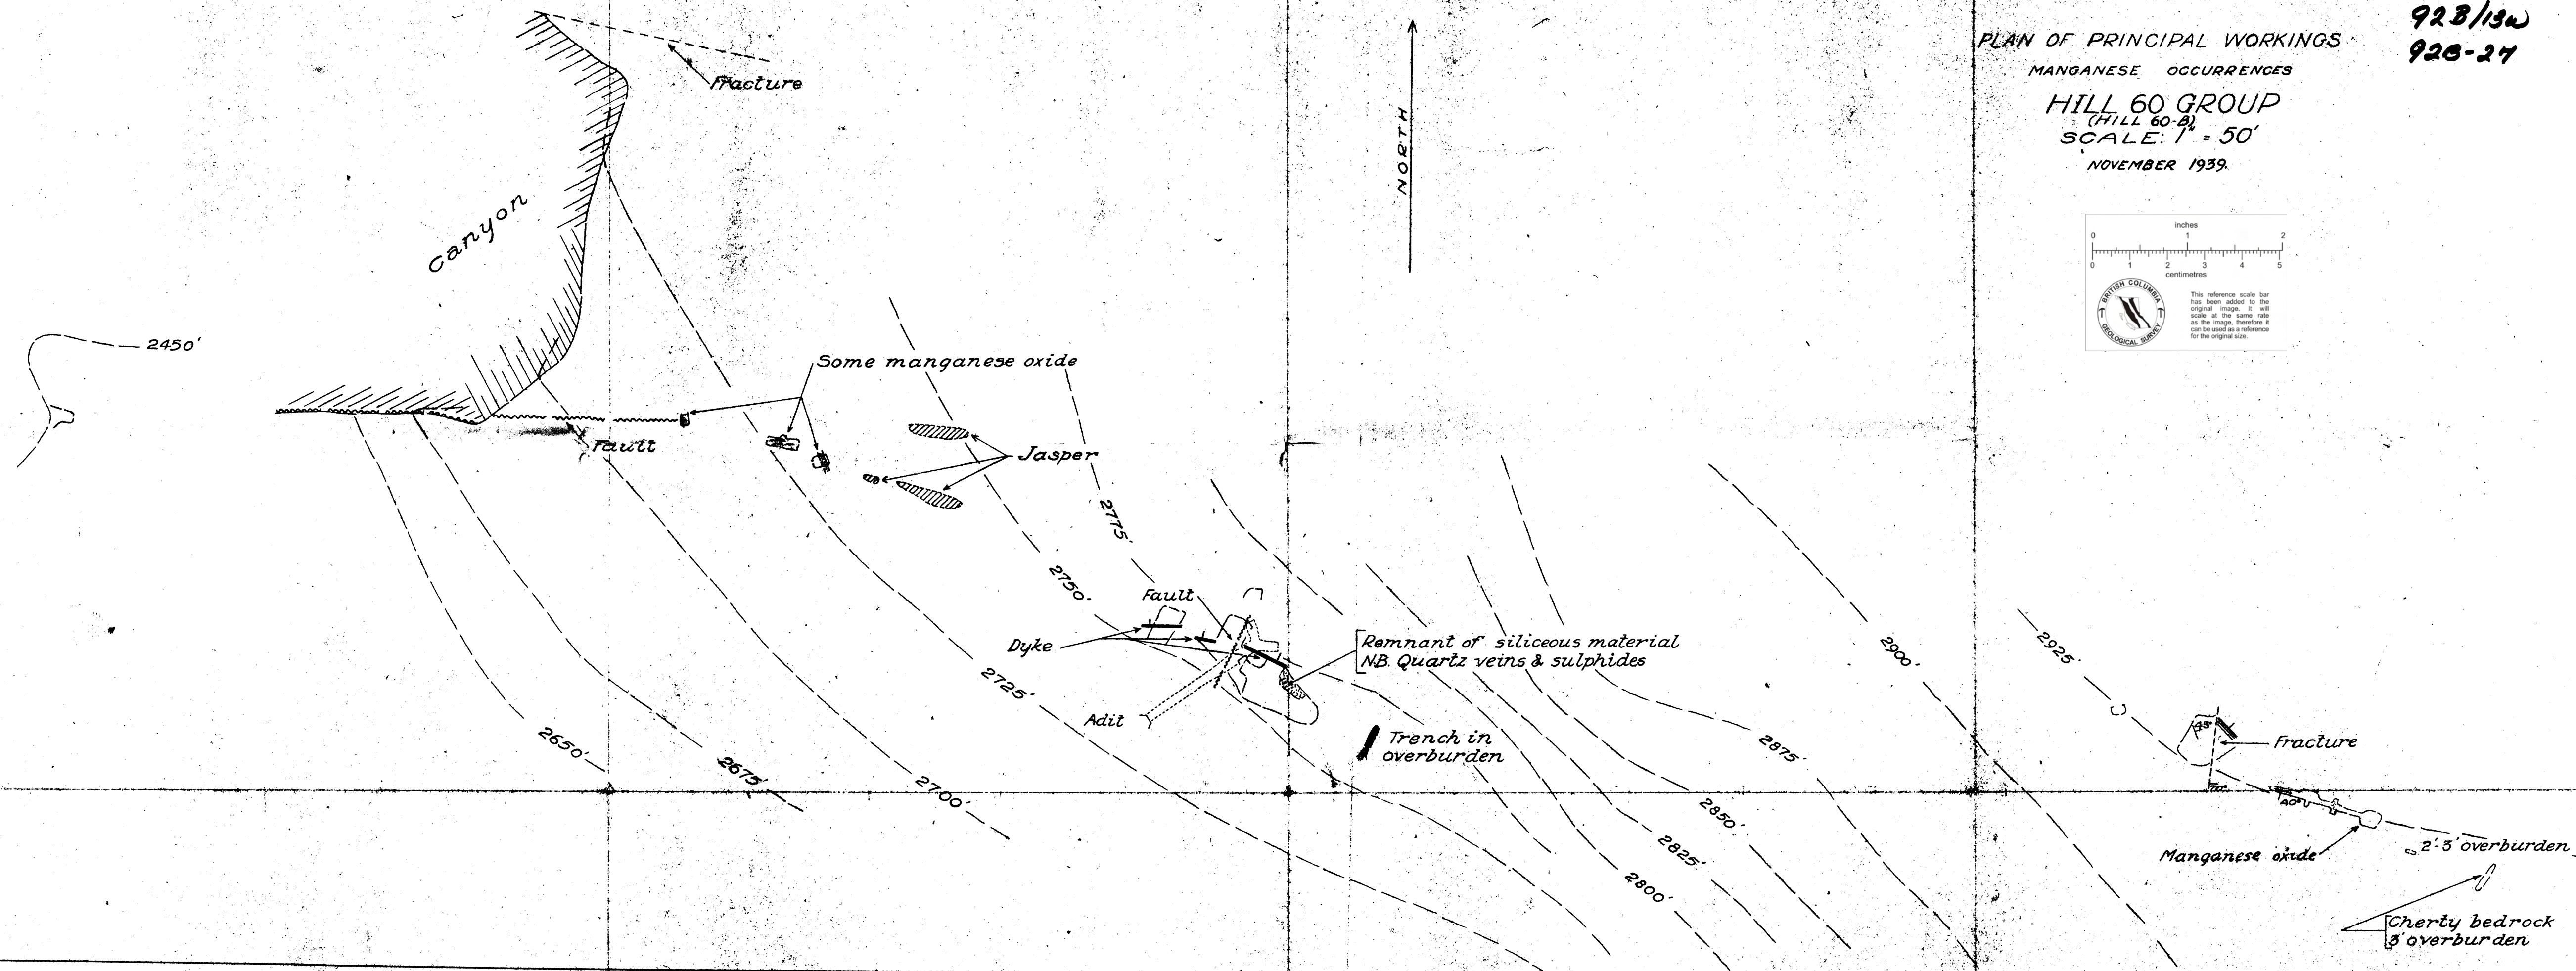 92B/13w
92B-27
PLAN OF PRINCIPAL WORKINGS
MANGANESE OCCURRENCES
HILL 60 GROUP
(HILL 60-B)
SCALE: 1" = 50'
NOVEMBER 1939.
inches
0 1 2
0 1 2 3 4 5
centimetres
BRITISH COLUMBIA
GEOLOGICAL SURVEY
This reference scale bar
has been added to the
original image. It will
scale at the same rate
as the image, therefore it
can be used as a reference
for the original size.
Fracture
NORTH
canyon
2450'
Some manganese oxide
Fault
Jasper
2775'
2750'
Fault
Dyke
Remnant of siliceous material
N.B. Quartz veins & sulphides
2900'
2925'
2725'
Adit
2650'
2675'
2700'
Trench in
overburden
2875'
45°
Fracture
2850'
2825'
2800'
40°
Manganese oxide
2'-3' overburden
Cherty bedrock
3' overburden